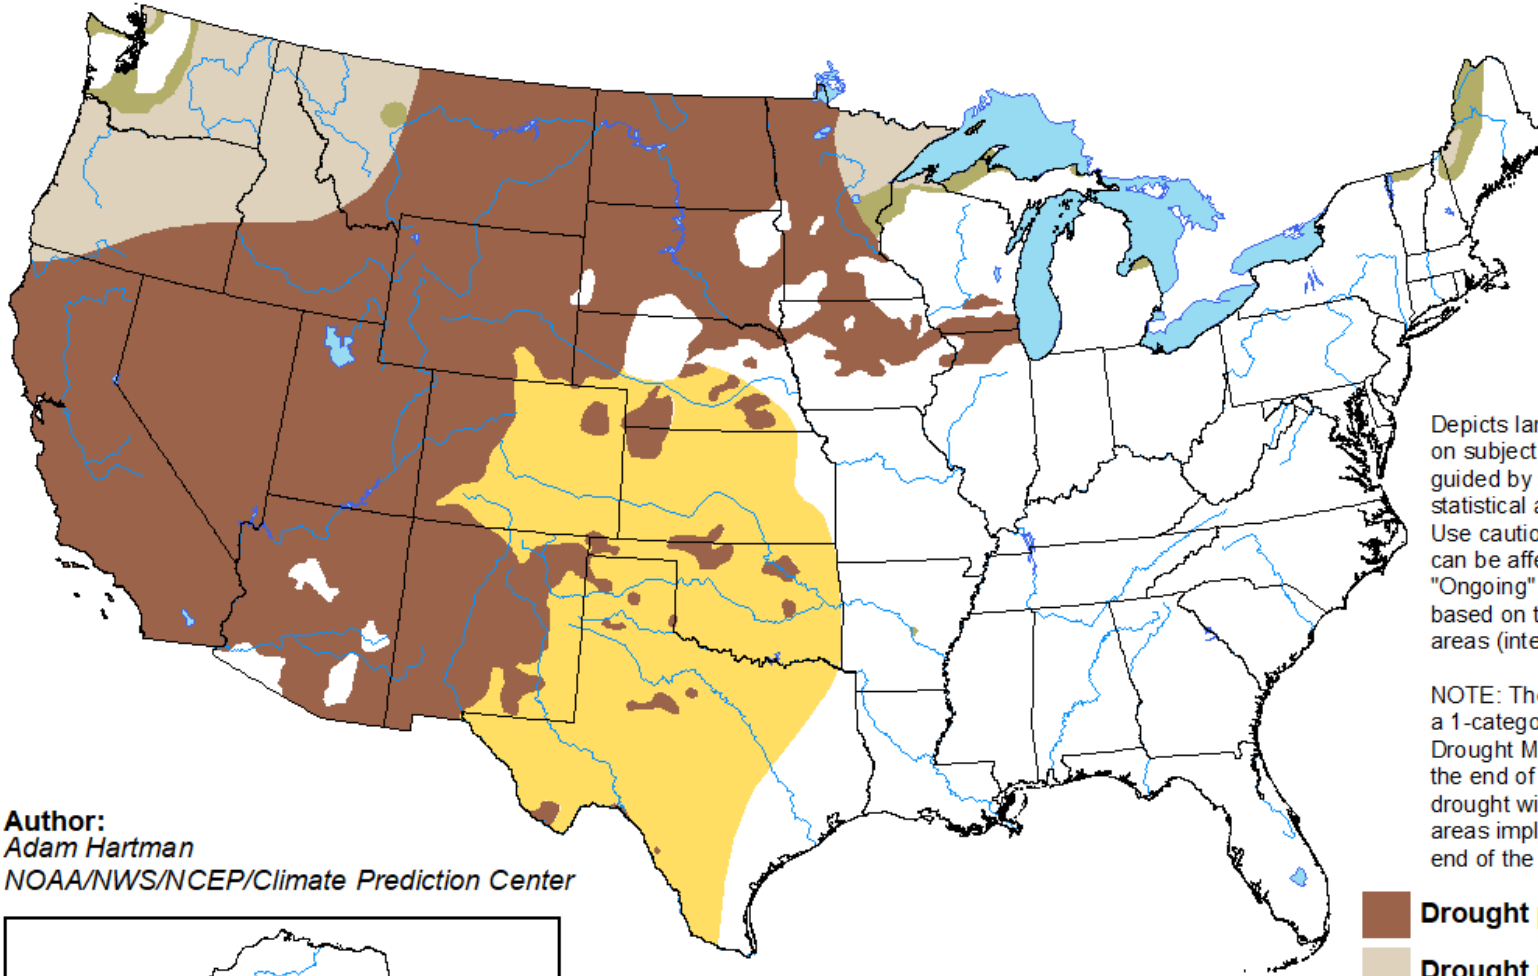 Depicts lar
on subject
guided by
statistical a
Use cautio
can be affe
"Ongoing"
based on t
areas (inte
NOTE: The
a 1-catego
Drought M
the end of
drought wi
areas impl
end of the
Author:
Adam Hartman
NOAA/NWS/NCEP/Climate Prediction Center
Drought
Drought